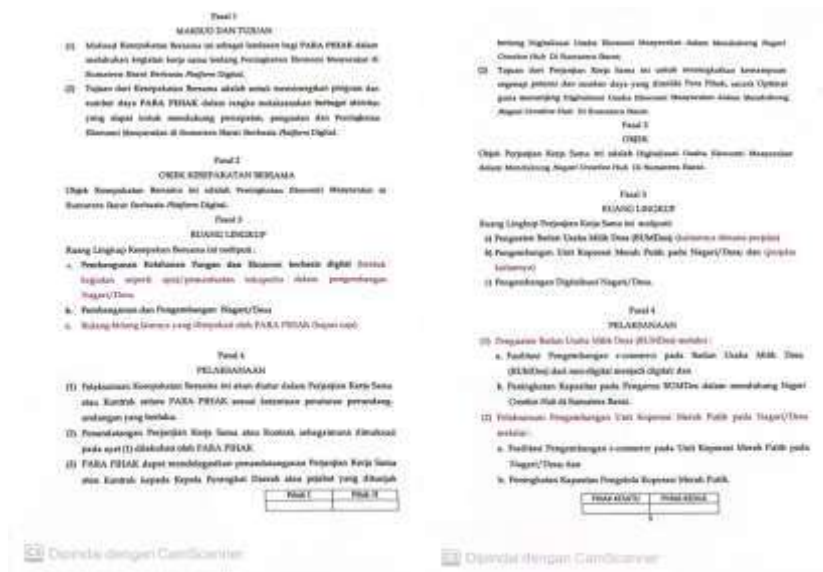 Pasal 1
MAKSUD DAN TUJUAN
(1) Maksud Kesepakatan Bersama ini sebagai landasan bagi PARA PIHAK dalam
melakukan kegiatan kerja sama tentang Peningkatan Ekonomi Masyarakat di
Sumatera Barat Berbasis Platform Digital.
(2) Tujuan dari Kesepakatan Bersama adalah untuk mensinergikan program dan
sumber daya PARA PIHAK dalam rangka melaksanakan berbagai aktivitas
yang dapat untuk mendukung percepatan, penguatan dan Peningkatan
Ekonomi Masyarakat di Sumatera Barat Berbasis Platform Digital.
Pasal 2
OBJEK KESEPAKATAN BERSAMA
Objek Kesepakatan Bersama ini adalah Peningkatan Ekonomi Masyarakat di
Sumatera Barat Berbasis Platform Digital.
Pasal 3
RUANG LINGKUP
Ruang Lingkup Kesepakatan Bersama ini meliputi :
a. Pembangunan Ketahanan Pangan dan Ekonomi berbasis digital
kegiatan seperti dalam pengembangan
Nagari/Desa.
b. Pembangunan dan Pengembangan Nagari/Desa
c. Bidang-bidang lainnya yang disepakati oleh PARA PIHAK
Pasal 4
PELAKSANAAN
(1) Pelaksanaan Kesepakatan Bersama ini akan diatur dalam Perjanjian Kerja Sama
atau Kontrak antara PARA PIHAK sesuai ketentuan peraturan perundang-
undangan yang berlaku.
(2) Penandatangan Perjanjian Kerja Sama atau Kontrak sebagaimana dimaksud
pada ayat (1) dilakukan oleh PARA PIHAK.
(3) PARA PIHAK dapat mendelegasikan penandatanganan Perjanjian Kerja Sama
atau Kontrak kepada Kepala Perangkat Daerah atau pejabat yang ditunjuk
PIHAK I PIHAK II
Dipindai dengan CamScanner
tentang Digitalisasi Usaha Ekonomi Masyarakat dalam Mendukung Nagari
Creative Hub Di Sumatera Barat.
(2) Tujuan dari Perjanjian Kerja Sama ini untuk meningkatkan kemampuan
segenap potensi dan sumber daya yang dimiliki Para Pihak, secara Optimal
guna menunjang Digitalisasi Usaha Ekonomi Masyarakat dalam Mendukung
Nagari Creative Hub Di Sumatera Barat.
Pasal 2
OBJEK
Objek Perjanjian Kerja Sama ini adalah Digitalisasi Usaha Ekonomi Masyarakat
dalam Mendukung Nagari Creative Hub Di Sumatera Barat.
Pasal 3
RUANG LINGKUP
Ruang Lingkup Perjanjian Kerja Sama ini meliputi:
a) Penguatan Badan Usaha Milik Desa (BUMDes)
b) Pengembangan Unit Koperasi Merah Putih pada Nagari/Desa; dan
c) Pengembangan Digitalisasi Nagari/Desa.
Pasal 4
PELAKSANAAN
(1) Penguatan Badan Usaha Milik Desa (BUMDes) melalui :
a. Fasilitasi Pengembangan e-commerce pada Badan Usaha Milik Desa
(BUMDes) dari non-digital menjadi digital; dan
b. Peningkatan Kapasitas pada Pengurus BUMDes dalam mendukung Nagari
Creative Hub di Sumatera Barat.
(2) Pelaksanaan Pengembangan Unit Koperasi Merah Putih pada Nagari/Desa
melalui :
a. Fasilitasi Pengembangan e-commerce pada Unit Koperasi Merah Putih pada
Nagari/Desa; dan
b. Peningkatan Kapasitas Pengelola Koperasi Merah Putih.
PIHAK KESATU PIHAK KEDUA
Dipindai dengan CamScanner